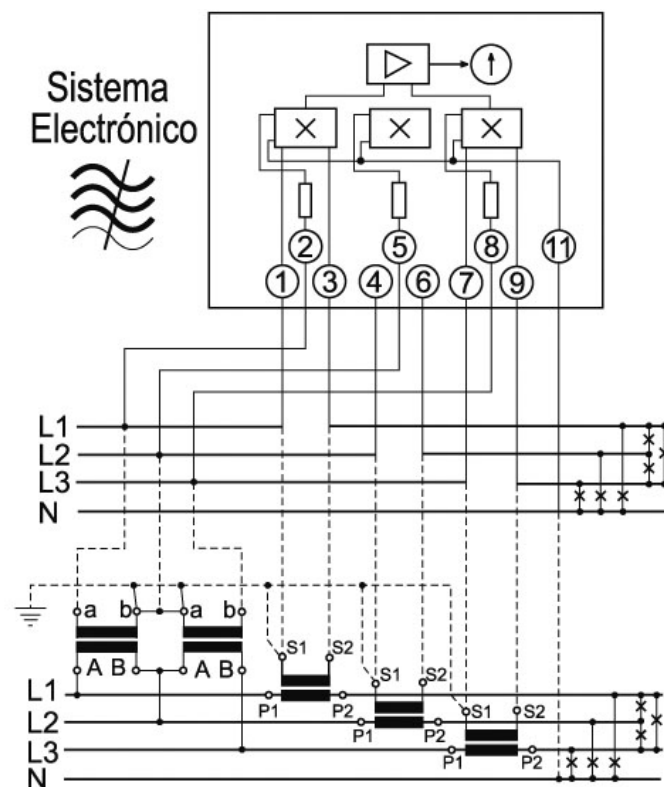 Sistema
Electrónico
2 5 8 11
1 3 4 6 7 9
L1
L2
L3
N
a b a b
A B A B
S1 S2
S1 S2
S1 S2
L1
P1 P2
L2
P1 P2
L3
P1 P2
N